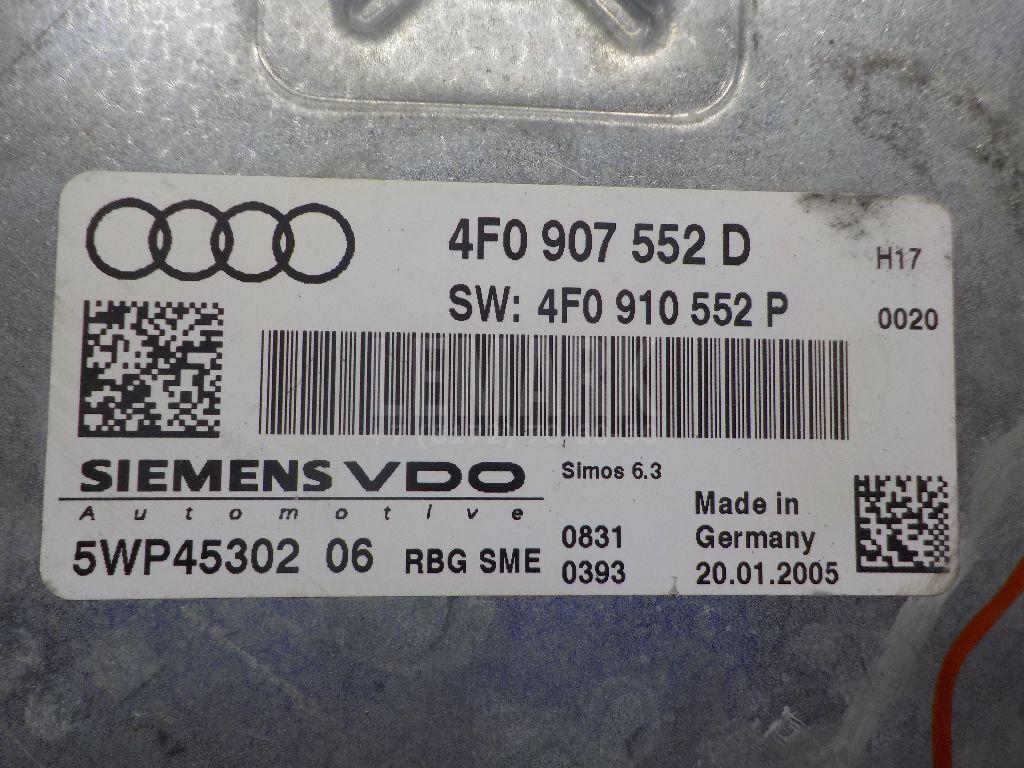 4F0 907 552 D
H17
SW: 4F0 910 552 P
0020
SIEMENS VDO
Automotive
Simos 6.3
5WP45302 06
RBG SME
0831
0393
Made in
Germany
20.01.2005